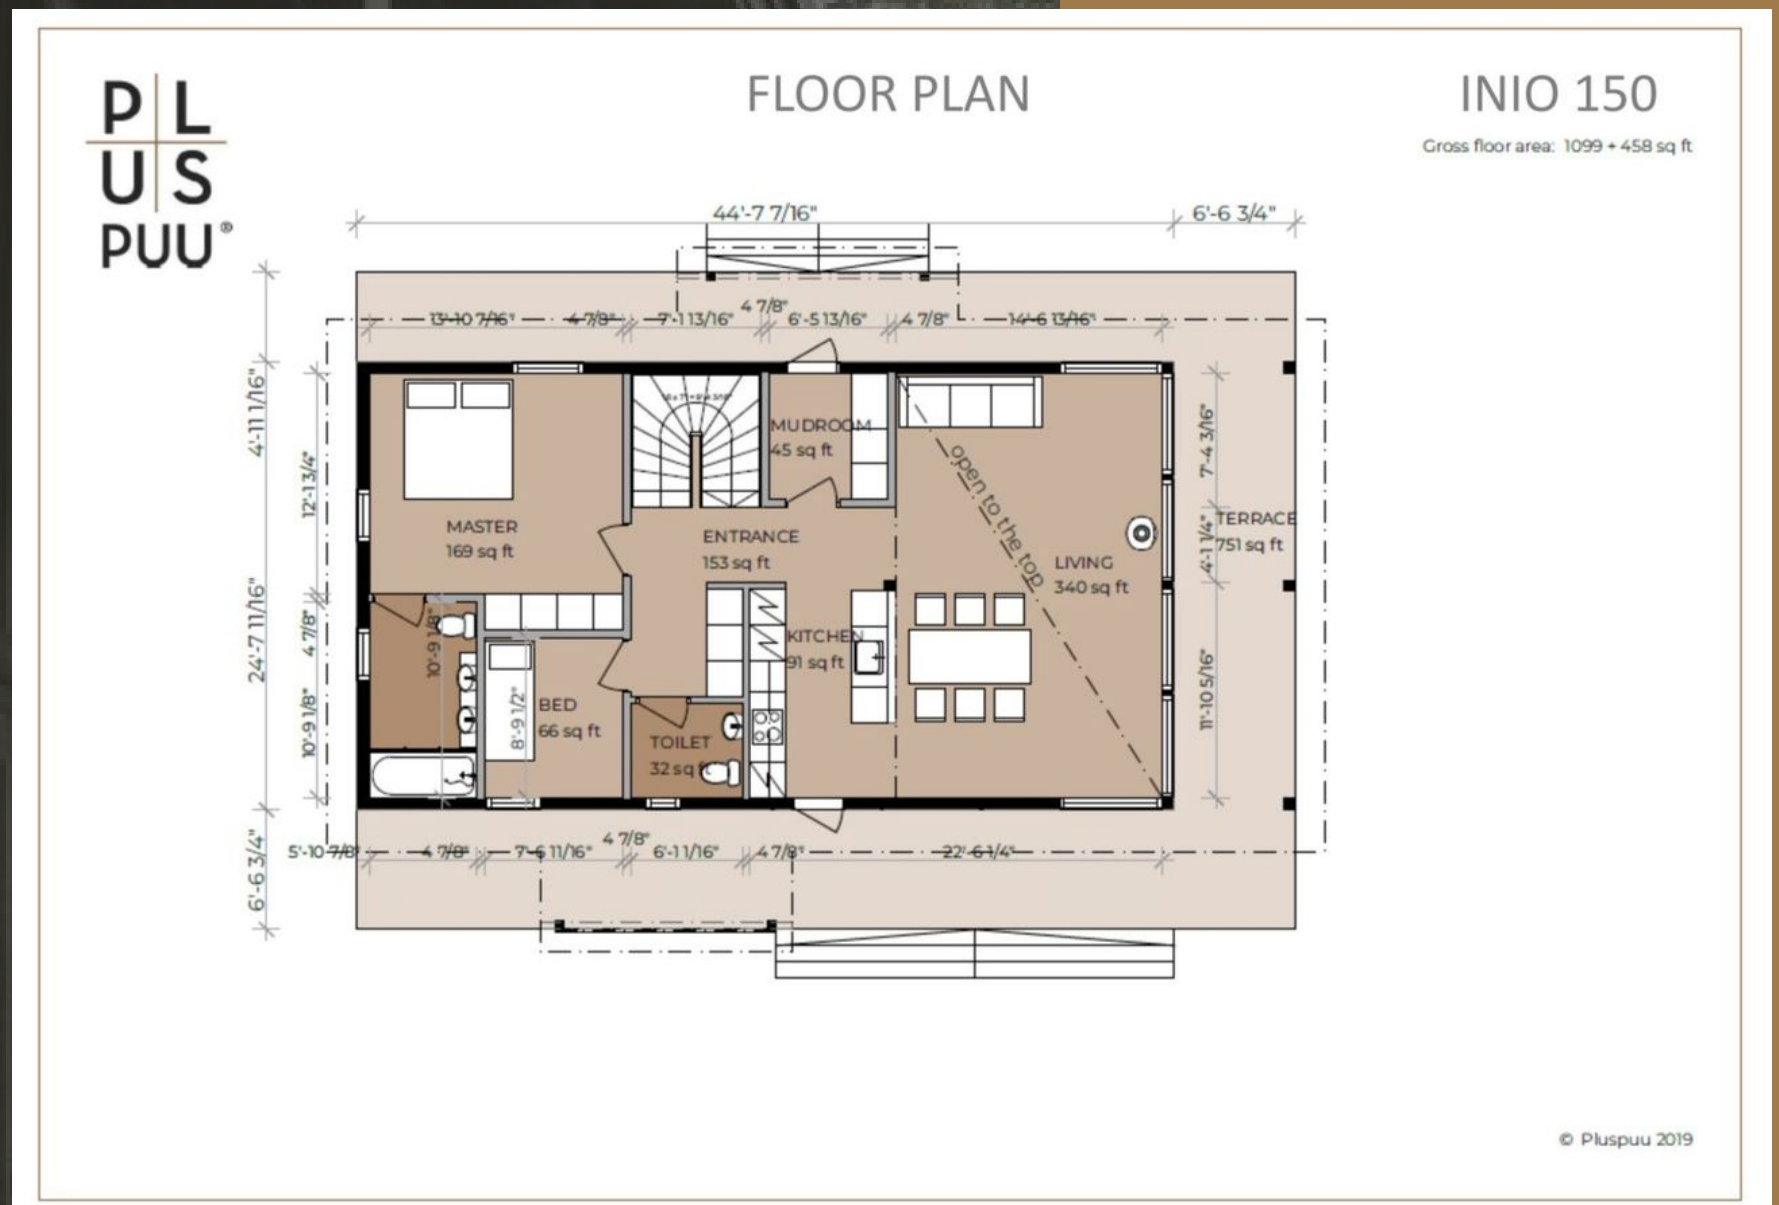 PL
US
PUU®
FLOOR PLAN
INIO 150
Gross floor area: 1099 + 458 sq ft
44'-7 7/16"
6'-6 3/4"
4 7/8"
13'-10 7/16"
4 7/8"
7'-1 13/16"
6'-5 13/16"
4 7/8"
14'-6 13/16"
4'-11 1/16"
24'-7 11/16"
6'-6 3/4"
12'-1 3/4"
4 7/8"
10'-9 1/8"
MASTER
169 sq ft
MUDROOM
45 sq ft
ENTRANCE
153 sq ft
open to the top
LIVING
340 sq ft
TERRACE
751 sq ft
7'-4 3/16"
4'-1 1/4"
11'-10 5/16"
KITCHEN
91 sq ft
10'-9 1/8"
8'-9 1/2"
BED
66 sq ft
TOILET
32 sq ft
4 7/8"
5'-10 7/8"
4 7/8"
7'-6 11/16"
6'-1 1/16"
4 7/8"
22'-6 1/4"
© Pluspuu 2019